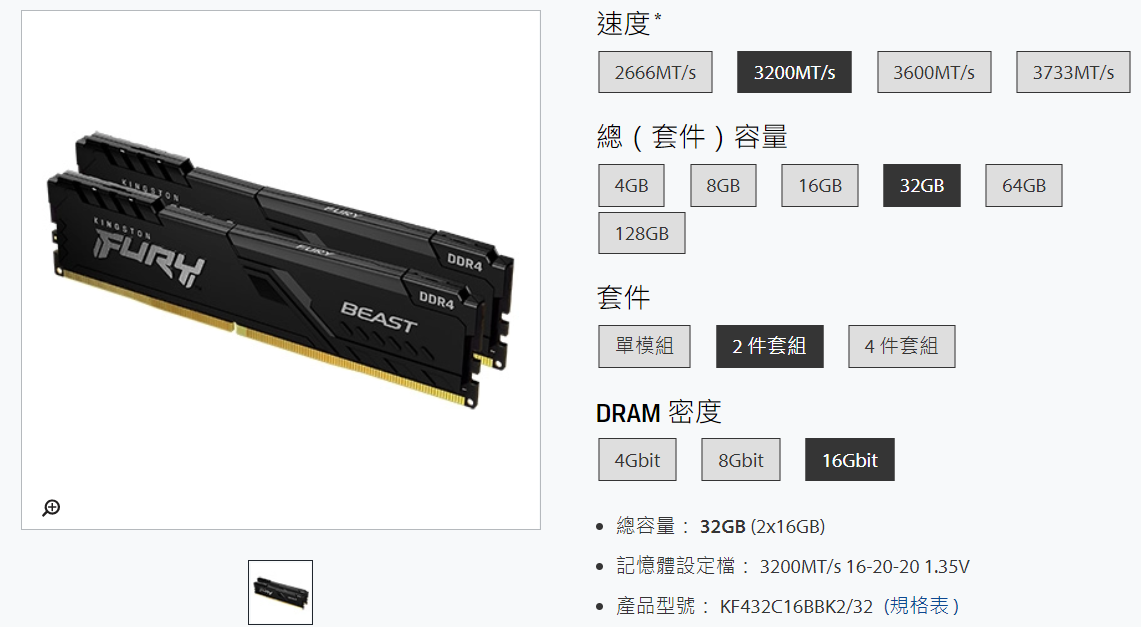 KINGSTON
FURY
DDR4
KINGSTON
FURY
FURY
DDR4
BEAST
速度*
2666MT/s 3200MT/s 3600MT/s 3733MT/s
總（套件）容量
4GB 8GB 16GB 32GB 64GB
128GB
套件
單模組 2 件套組 4 件套組
DRAM 密度
4Gbit 8Gbit 16Gbit
• 總容量： 32GB (2x16GB)
• 記憶體設定檔： 3200MT/s 16-20-20 1.35V
• 產品型號： KF432C16BBK2/32 (規格表)